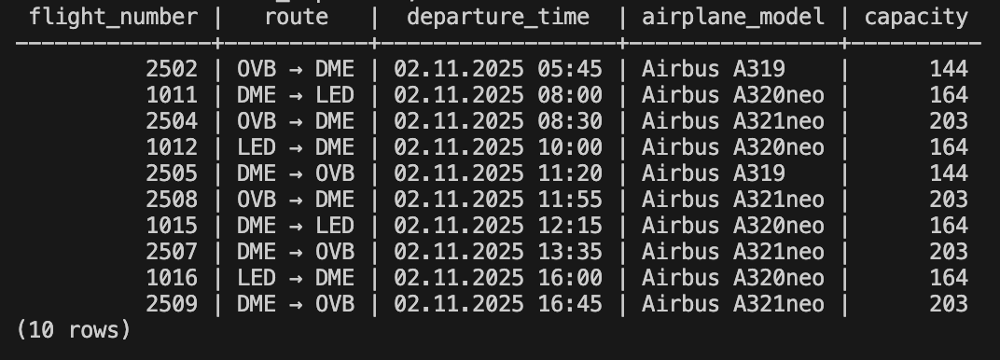 flight_number | route | departure_time | airplane_model | capacity
2502 | OVB → DME | 02.11.2025 05:45 | Airbus A319 | 144
1011 | DME → LED | 02.11.2025 08:00 | Airbus A320neo | 164
2504 | OVB → DME | 02.11.2025 08:30 | Airbus A321neo | 203
1012 | LED → DME | 02.11.2025 10:00 | Airbus A320neo | 164
2505 | DME → OVB | 02.11.2025 11:20 | Airbus A319 | 144
2508 | OVB → DME | 02.11.2025 11:55 | Airbus A321neo | 203
1015 | DME → LED | 02.11.2025 12:15 | Airbus A320neo | 164
2507 | DME → OVB | 02.11.2025 13:35 | Airbus A321neo | 203
1016 | LED → DME | 02.11.2025 16:00 | Airbus A320neo | 164
2509 | DME → OVB | 02.11.2025 16:45 | Airbus A321neo | 203
(10 rows)